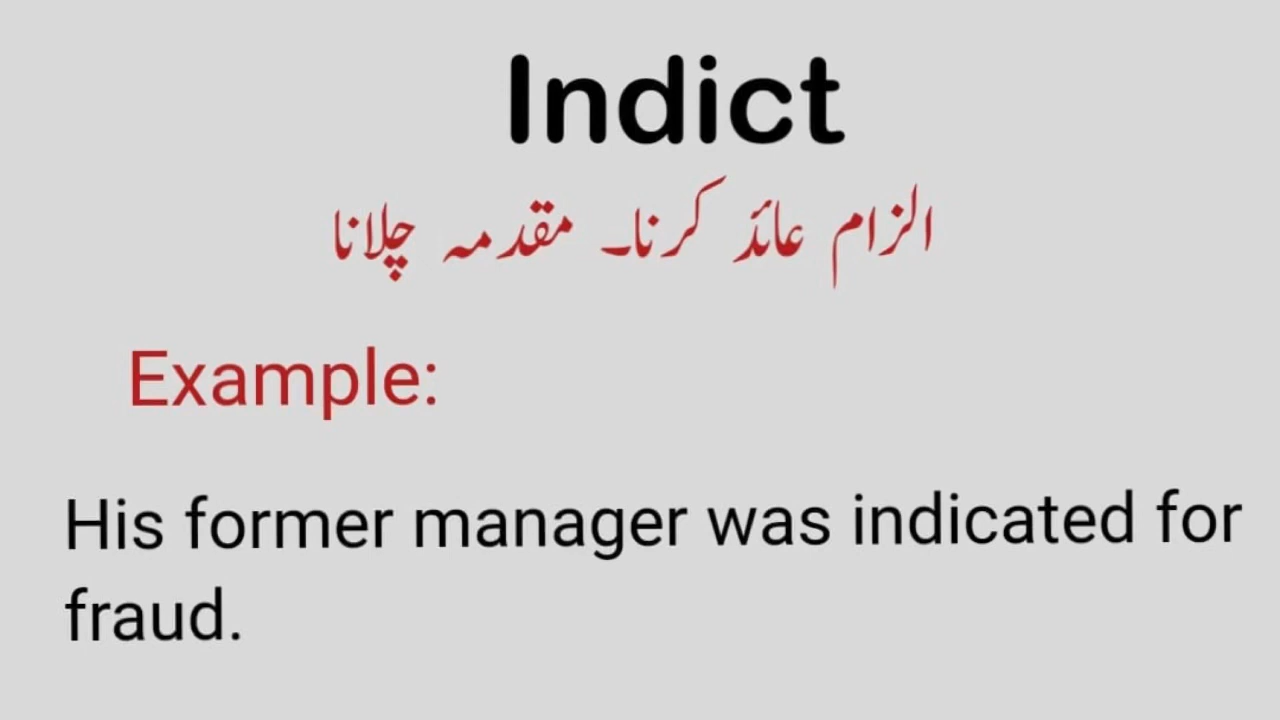 Indict
الزام عائد کرنا۔ مقدمہ چلانا
Example:
His former manager was indicated for
fraud.